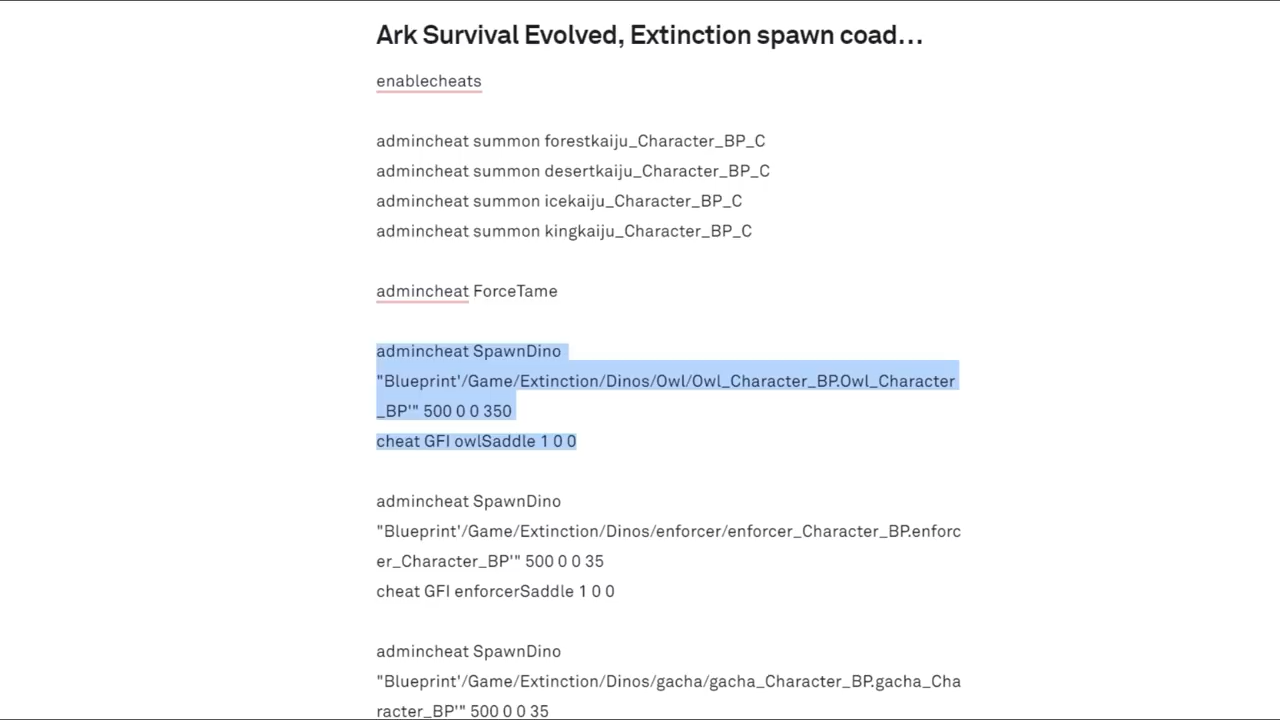 Ark Survival Evolved, Extinction spawn coad...
enablecheats
admincheat summon forestkaiju_Character_BP_C
admincheat summon desertkaiju_Character_BP_C
admincheat summon icekaiju_Character_BP_C
admincheat summon kingkaiju_Character_BP_C
admincheat ForceTame
admincheat SpawnDino
"Blueprint'/Game/Extinction/Dinos/Owl/Owl_Character_BP.Owl_Character
_BP'" 500 0 0 350
cheat GFI owlSaddle 1 0 0
admincheat SpawnDino
"Blueprint'/Game/Extinction/Dinos/enforcer/enforcer_Character_BP.enforc
er_Character_BP'" 500 0 0 35
cheat GFI enforcerSaddle 1 0 0
admincheat SpawnDino
"Blueprint'/Game/Extinction/Dinos/gacha/gacha_Character_BP.gacha_Cha
racter_BP'" 500 0 0 35